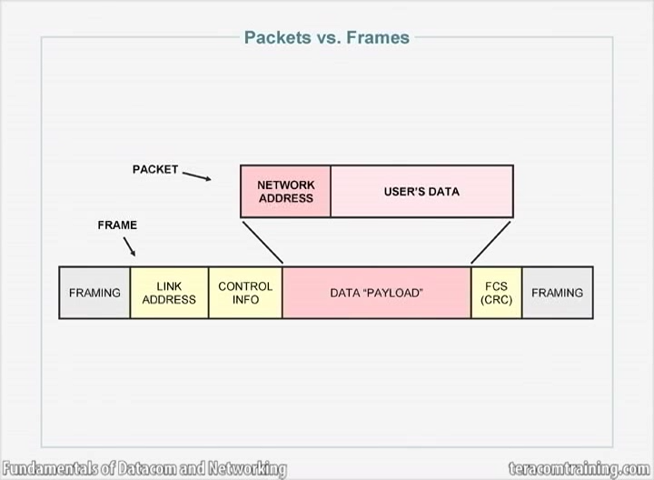 Packets vs. Frames
PACKET
NETWORK
ADDRESS
USER'S DATA
FRAME
FRAMING
LINK
ADDRESS
CONTROL
INFO
DATA "PAYLOAD"
FCS
(CRC)
FRAMING
Fundamentals of Datacom and Networking
teracomtraining.com